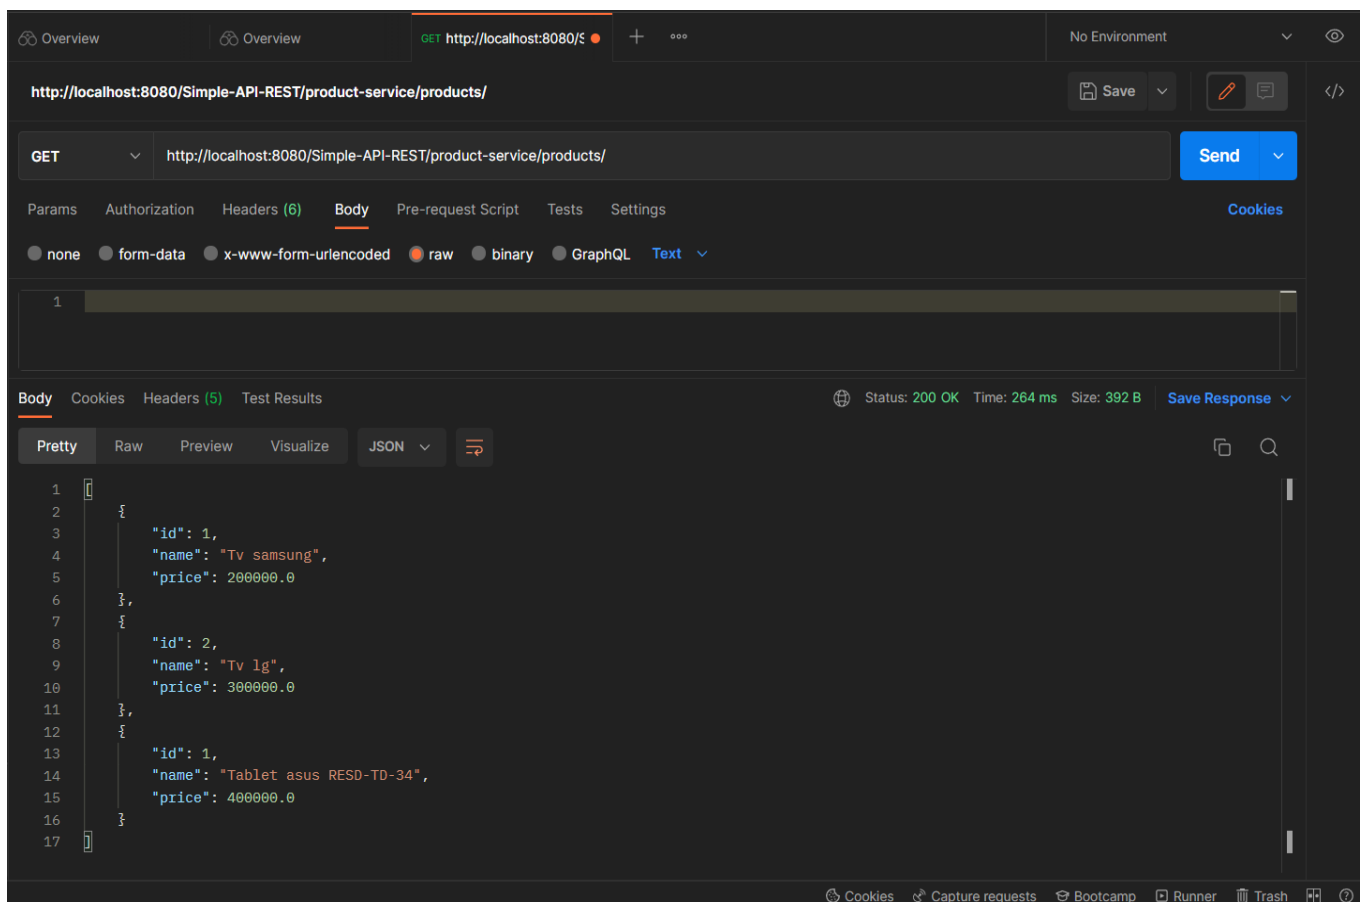 Overview Overview GET http://localhost:8080/S No Environment
http://localhost:8080/Simple-API-REST/product-service/products/ Save </>
GET http://localhost:8080/Simple-API-REST/product-service/products/ Send
Params Authorization Headers (6) Body Pre-request Script Tests Settings Cookies
none form-data x-www-form-urlencoded raw binary GraphQL Text
1
Body Cookies Headers (5) Test Results Status: 200 OK Time: 264 ms Size: 392 B Save Response
Pretty Raw Preview Visualize JSON
1 [
2 {
3 "id": 1,
4 "name": "Tv samsung",
5 "price": 200000.0
6 },
7 {
8 "id": 2,
9 "name": "Tv lg",
10 "price": 300000.0
11 },
12 {
13 "id": 1,
14 "name": "Tablet asus RESD-TD-34",
15 "price": 400000.0
16 }
17 ]
Cookies Capture requests Bootcamp Runner Trash